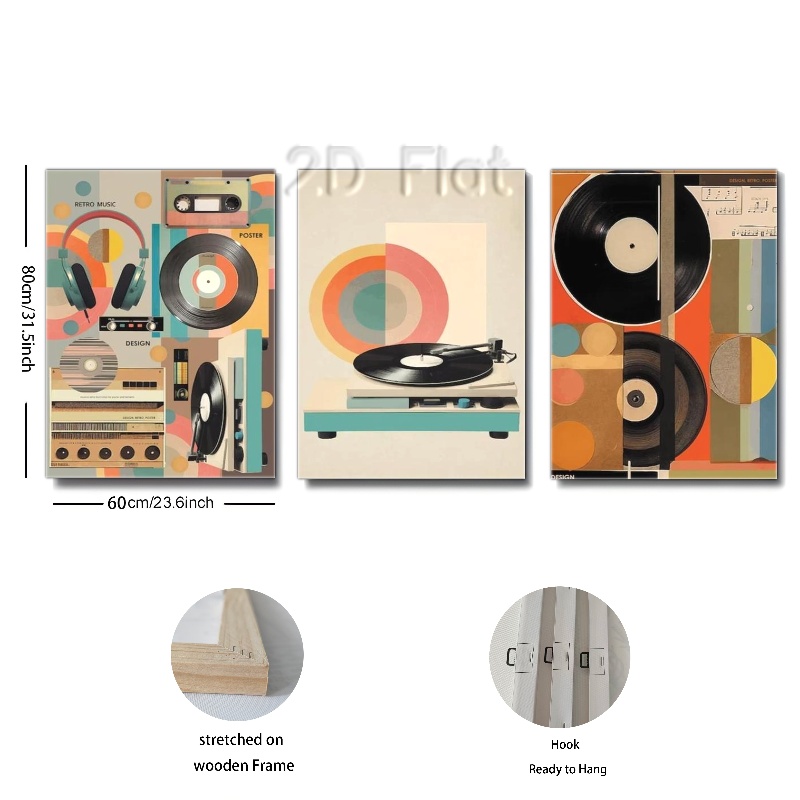 2D Flat
RETRO MUSIC
POSTER
DESIGN
DESIGN
80cm/31.5inch
60cm/23.6inch
stretched on
wooden Frame
Hook
Ready to Hang